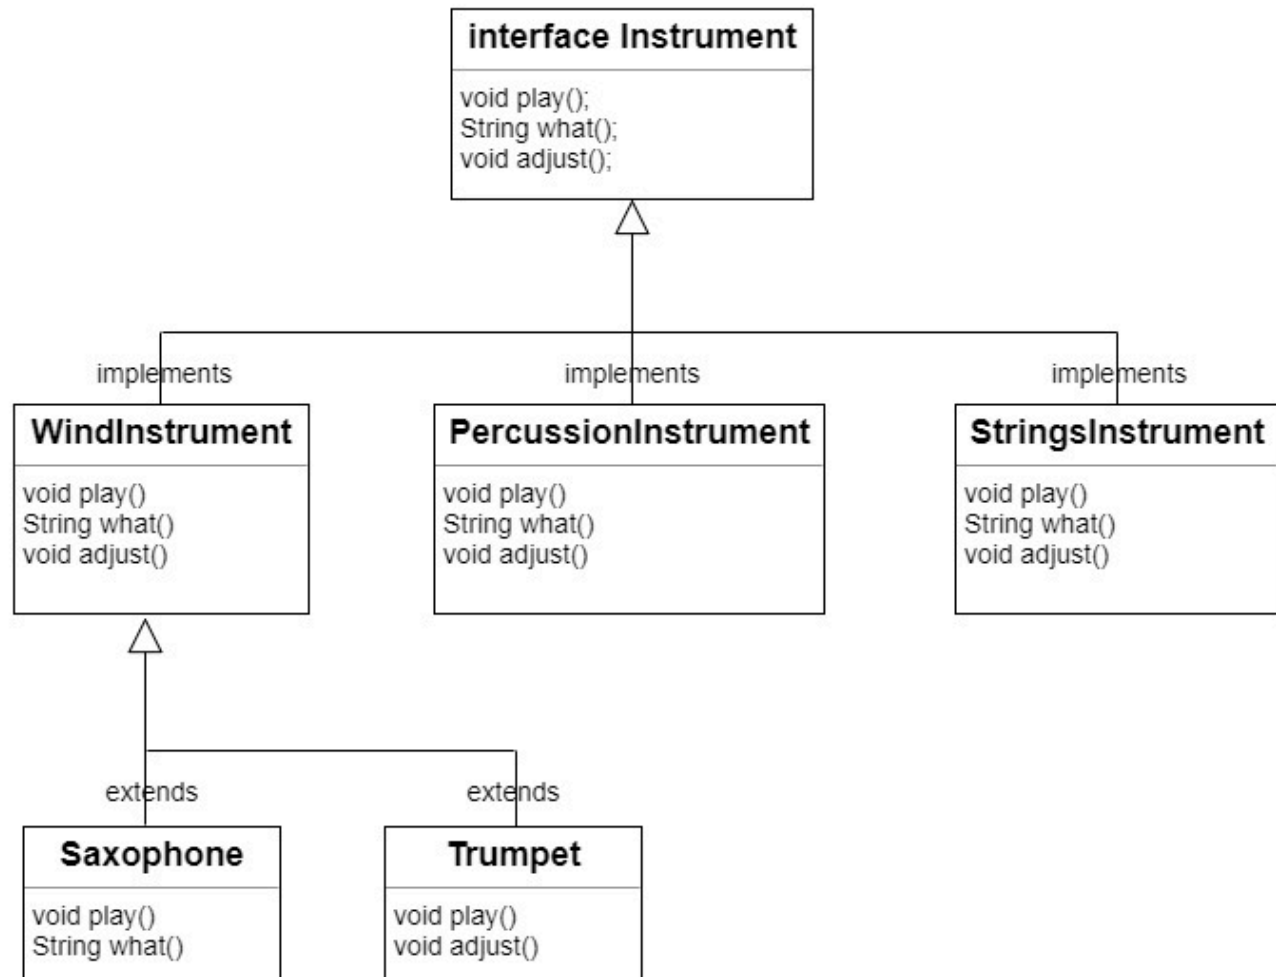 interface Instrument
void play();
String what();
void adjust();
implements
implements
implements
WindInstrument
void play()
String what()
void adjust()
PercussionInstrument
void play()
String what()
void adjust()
StringsInstrument
void play()
String what()
void adjust()
extends
extends
Saxophone
void play()
String what()
Trumpet
void play()
void adjust()